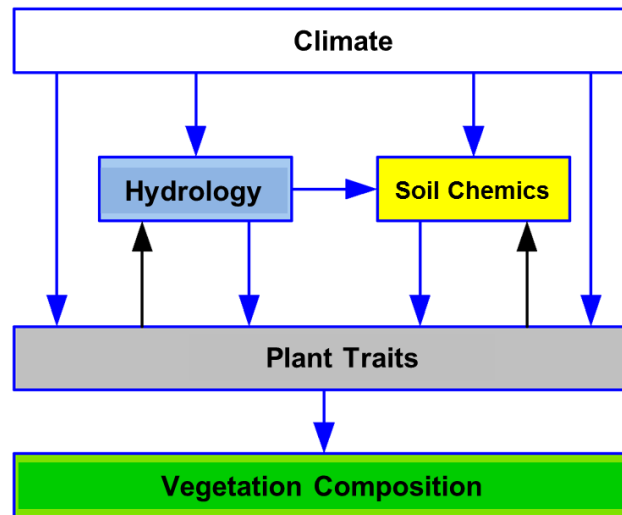 Climate
Hydrology
Soil Chemics
Plant Traits
Vegetation Composition